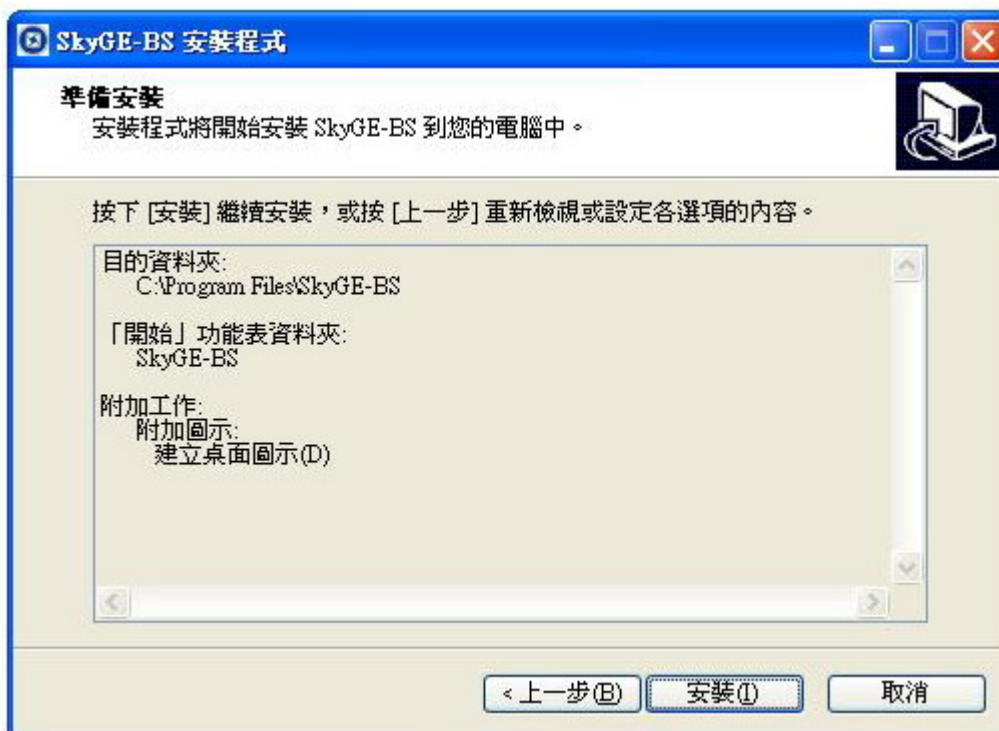 SkyGE-BS 安裝程式
準備安裝
安裝程式將開始安裝 SkyGE-BS 到您的電腦中。
按下 [安裝] 繼續安裝，或按 [上一步] 重新檢視或設定各選項的內容。
目的資料夾:
C:\Program Files\SkyGE-BS
「開始」功能表資料夾:
SkyGE-BS
附加工作:
附加圖示:
建立桌面圖示(D)
< 上一步(B)
安裝(I)
取消